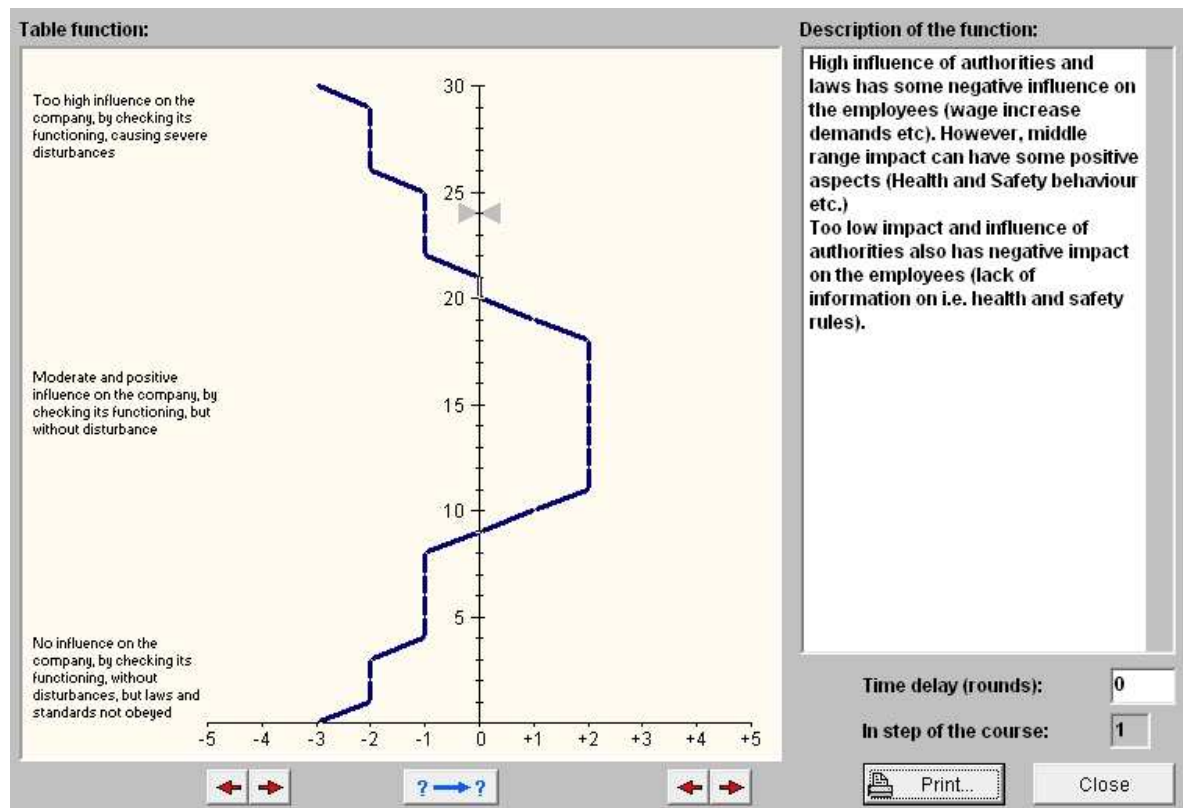 Table function:
Too high influence on the
company, by checking its
functioning, causing severe
disturbances
Moderate and positive
influence on the company, by
checking its functioning, but
without disturbance
No influence on the
company, by checking its
functioning, without
disturbances, but laws and
standards not obeyed
30
25
20
15
10
5
-5 -4 -3 -2 -1 0 +1 +2 +3 +4 +5
? ?
Description of the function:
High influence of authorities and
laws has some negative influence on
the employees (wage increase
demands etc). However, middle
range impact can have some positive
aspects (Health and Safety behaviour
etc.)
Too low impact and influence of
authorities also has negative impact
on the employees (lack of
information on i.e. health and safety
rules).
Time delay (rounds): 0
In step of the course: 1
Print... Close